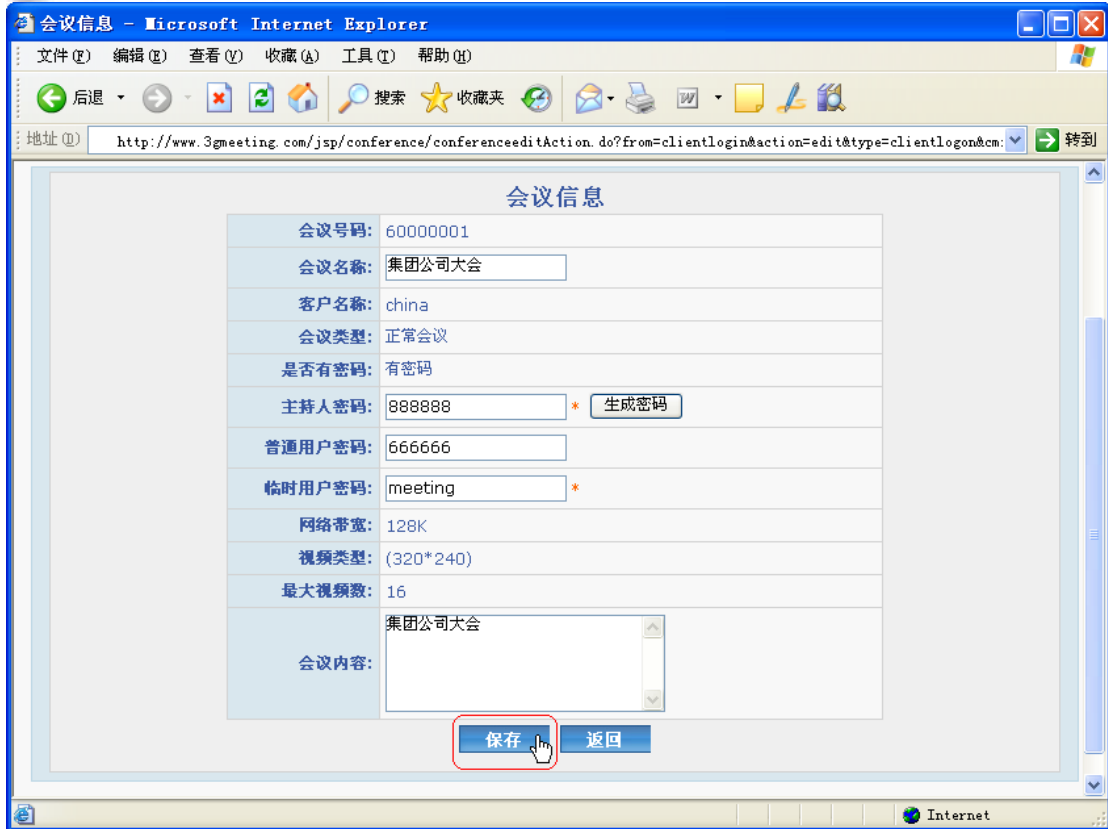 会议信息 - Microsoft Internet Explorer
文件(F) 编辑(E) 查看(V) 收藏(A) 工具(T) 帮助(H)
后退 搜索 收藏夹
地址(D) http://www.3gmeeting.com/jsp/conference/conferenceeditAction.do?from=clientlogin&action=edit&type=clientlogon&cm: 转到
会议信息
会议号码: 60000001
会议名称: 集团公司大会
客户名称: china
会议类型: 正常会议
是否有密码: 有密码
主持人密码: 888888 * 生成密码
普通用户密码: 666666
临时用户密码: meeting *
网络带宽: 128K
视频类型: (320*240)
最大视频数: 16
会议内容: 集团公司大会
保存 返回
Internet